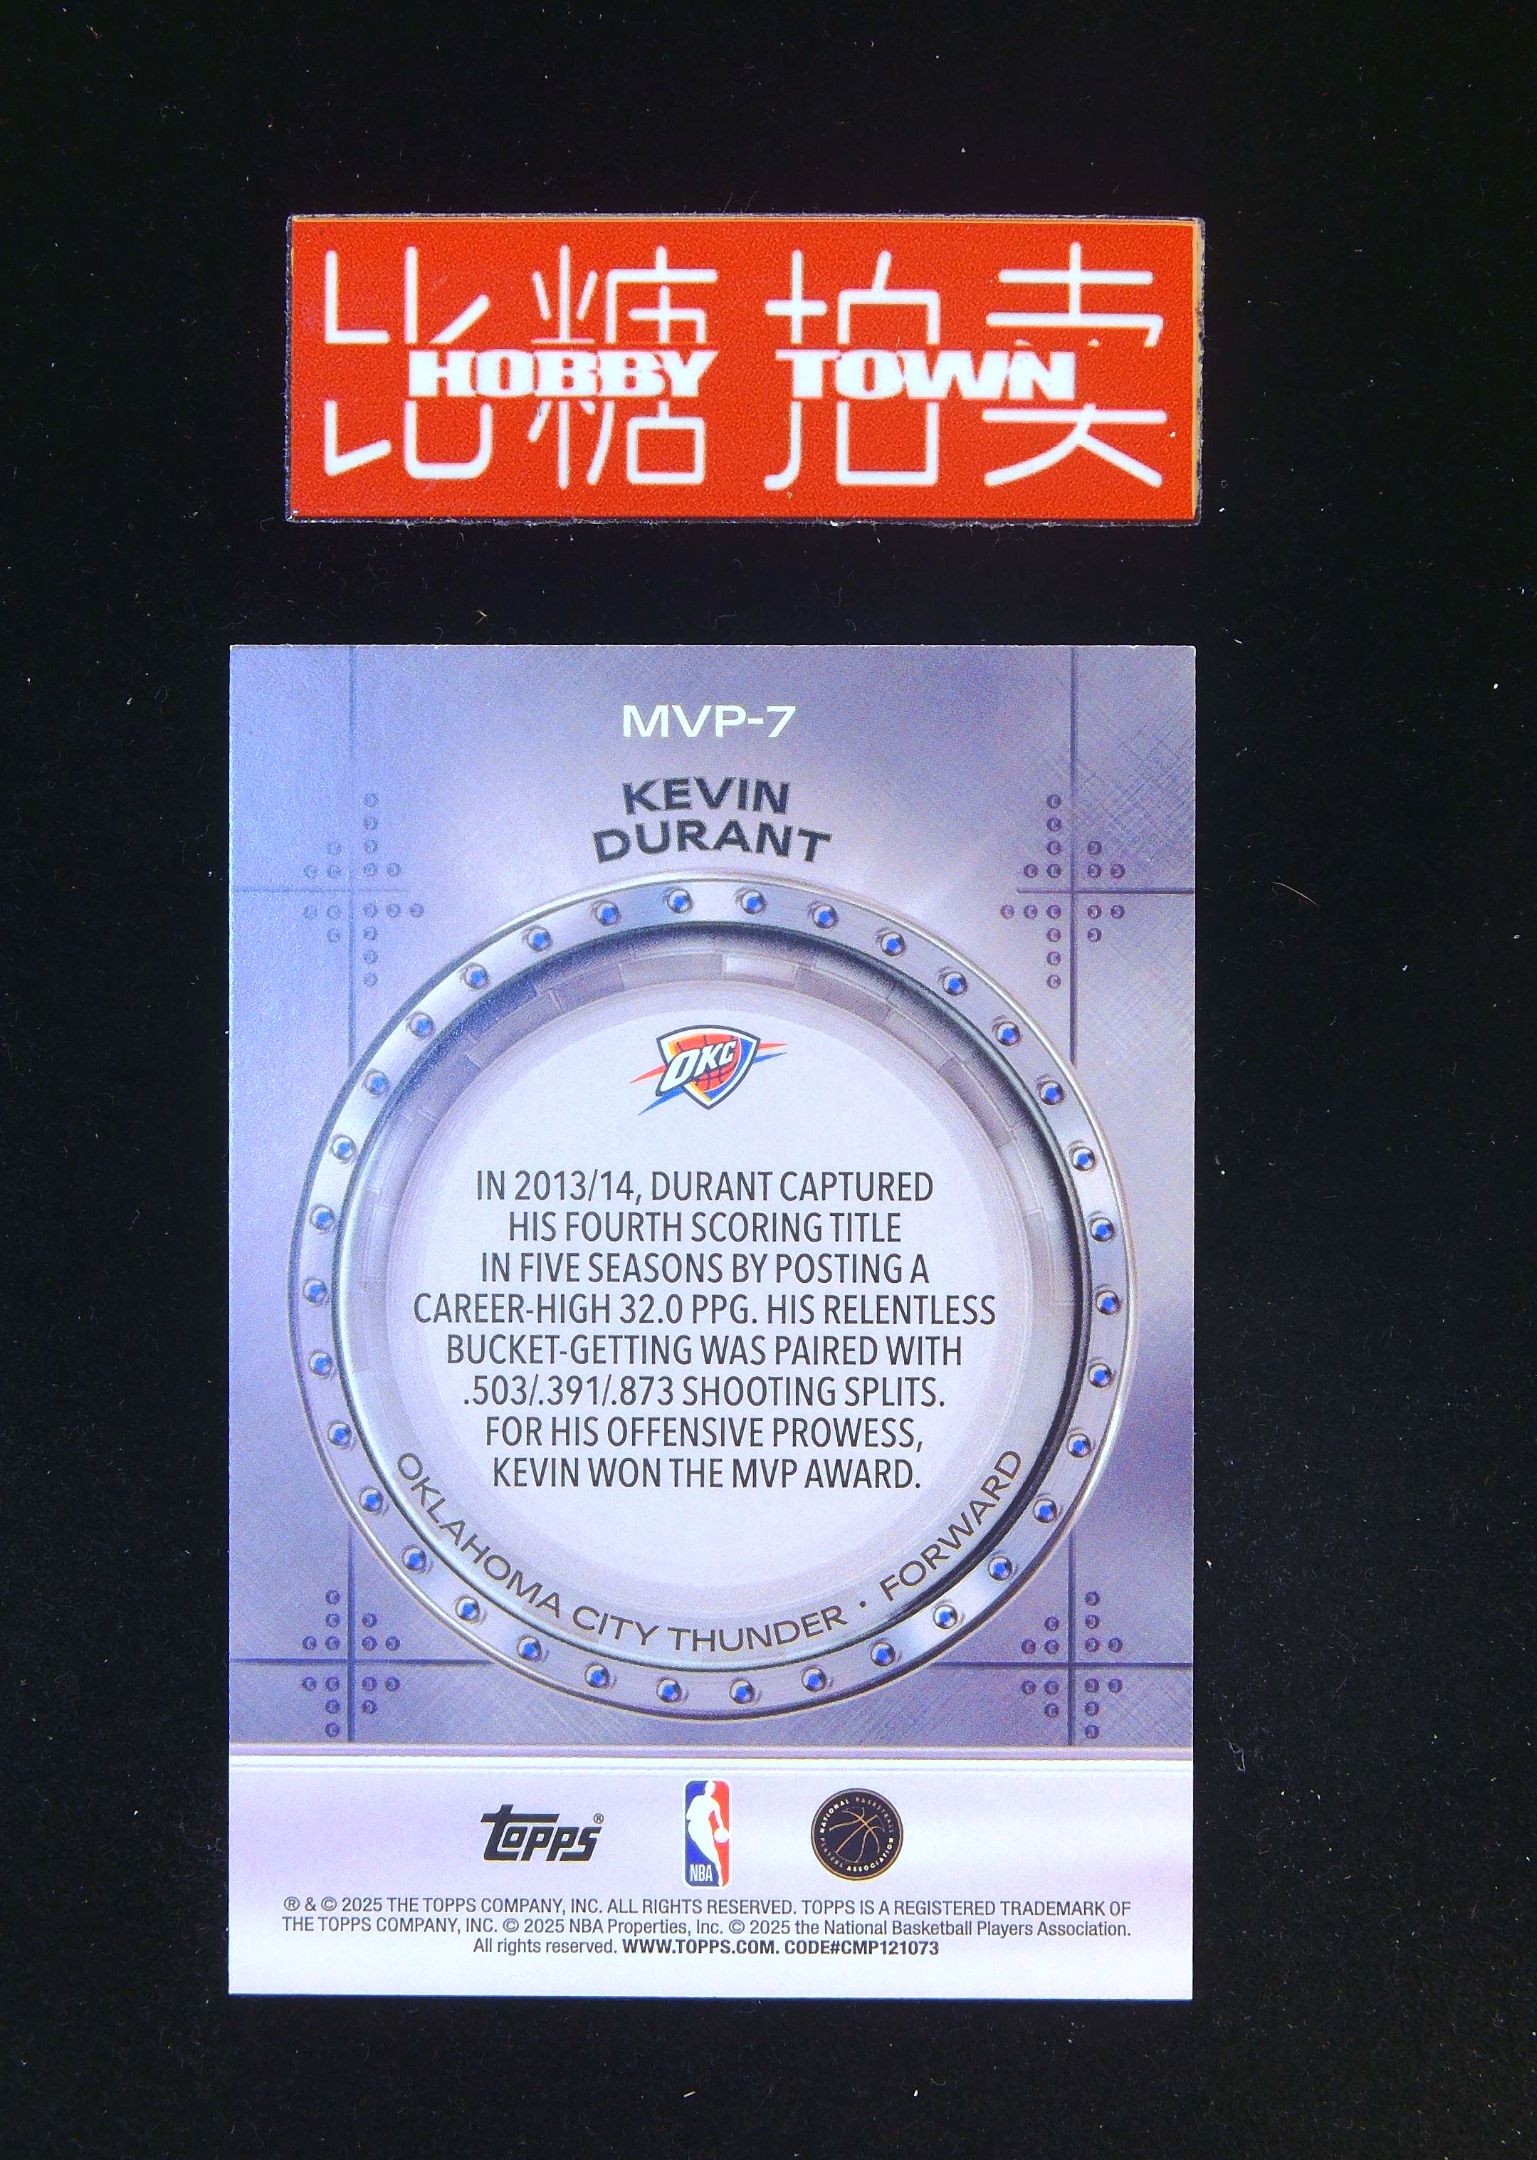 比糖拍卖
HOBBY TOWN
MVP-7
KEVIN
DURANT
OKC
IN 2013/14, DURANT CAPTURED
HIS FOURTH SCORING TITLE
IN FIVE SEASONS BY POSTING A
CAREER-HIGH 32.0 PPG. HIS RELENTLESS
BUCKET-GETTING WAS PAIRED WITH
.503/.391/.873 SHOOTING SPLITS.
FOR HIS OFFENSIVE PROWESS,
KEVIN WON THE MVP AWARD.
OKLAHOMA CITY THUNDER • FORWARD
Topps®
NBA
NATIONAL BASKETBALL
PLAYERS ASSOCIATION
® & © 2025 THE TOPPS COMPANY, INC. ALL RIGHTS RESERVED. TOPPS IS A REGISTERED TRADEMARK OF
THE TOPPS COMPANY, INC. © 2025 NBA Properties, Inc. © 2025 the National Basketball Players Association.
All rights reserved. WWW.TOPPS.COM. CODE#CMP121073